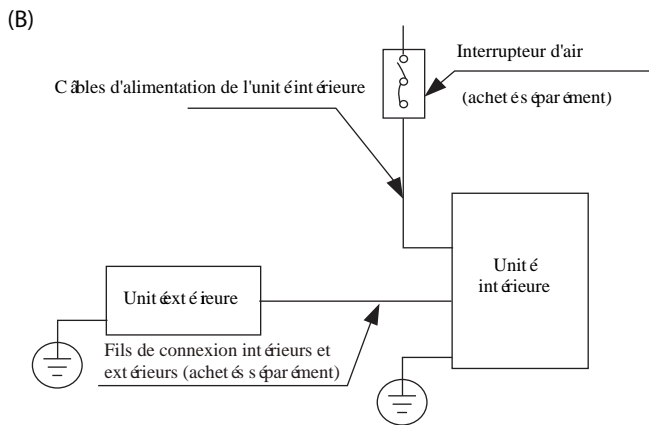 (B)
Interrupteur d'air
(achetés séparément)
Câbles d'alimentation de l'unité intérieure
Unité
intérieure
Unité extérieure
Fils de connexion intérieurs et
extérieurs (achetés séparément)